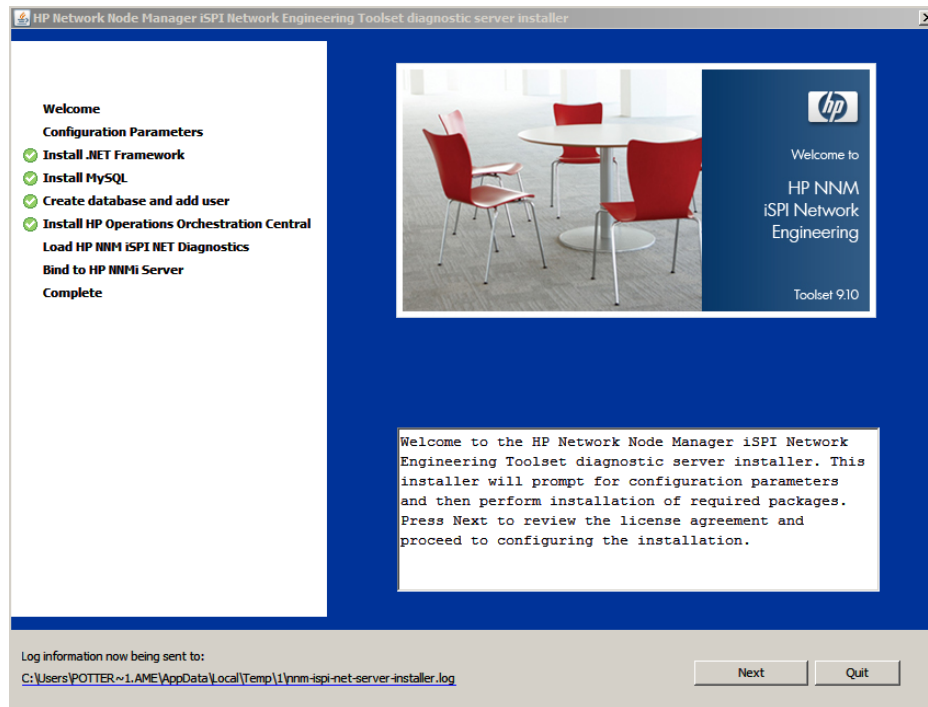 HP Network Node Manager iSPI Network Engineering Toolset diagnostic server installer
Welcome
Configuration Parameters
Install .NET Framework
Install MySQL
Create database and add user
Install HP Operations Orchestration Central
Load HP NNM iSPI NET Diagnostics
Bind to HP NNMi Server
Complete
hp
Welcome to
HP NNM
iSPI Network
Engineering
Toolset 9.10
Welcome to the HP Network Node Manager iSPI Network
Engineering Toolset diagnostic server installer. This
installer will prompt for configuration parameters
and then perform installation of required packages.
Press Next to review the license agreement and
proceed to configuring the installation.
Log information now being sent to:
C:\Users\POTTER~1.AME\AppData\Local\Temp\1\nnm-ispi-net-server-installer.log
Next
Quit